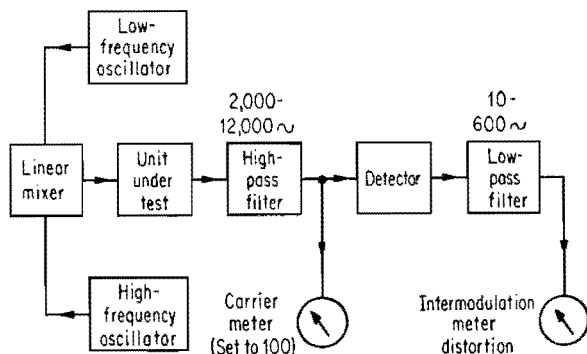 Low-
frequency
oscillator
2,000-
12,000~
10-
600~
Linear
mixer
Unit
under
test
High-
pass
filter
Detector
Low-
pass
filter
High-
frequency
oscillator
Carrier
meter
(Set to 100)
Intermodulation
meter
distortion